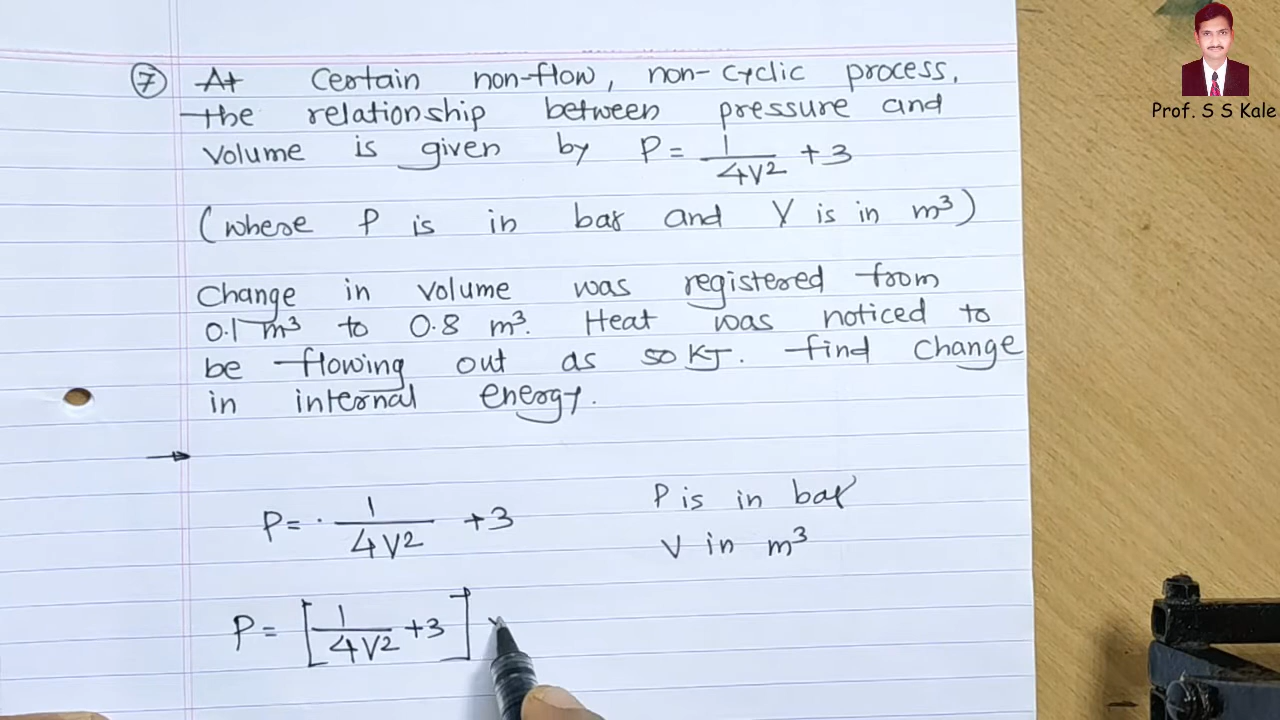 Prof. S S Kale
⑦ At certain non-flow, non-cyclic process,
the relationship between pressure and
volume is given by P = 1/4V² + 3
(where P is in bar and V is in m³)
Change in volume was registered from
0.1 m³ to 0.8 m³. Heat was noticed to
be flowing out as 50 KJ. find change
in internal energy.
→
P = 1/4V² + 3 P is in bar
V in m³
P = [1/4V² + 3]